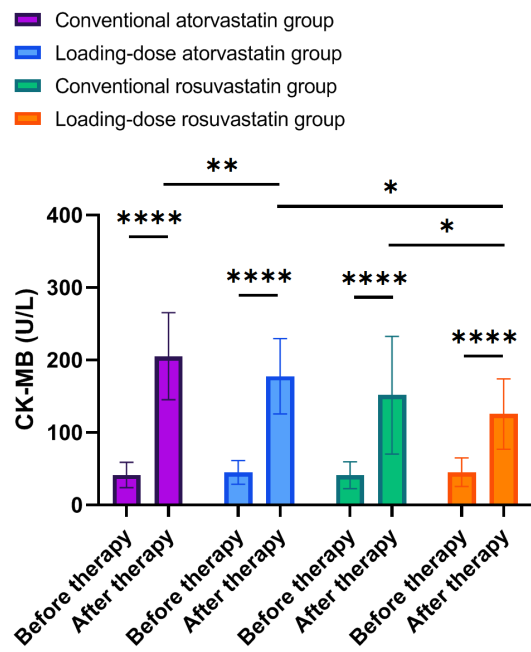 Conventional atorvastatin group
Loading-dose atorvastatin group
Conventional rosuvastatin group
Loading-dose rosuvastatin group
**
*
****
*
****
****
****
CK-MB (U/L)
400
300
200
100
0
Before therapy
After therapy
Before therapy
After therapy
Before therapy
After therapy
Before therapy
After therapy